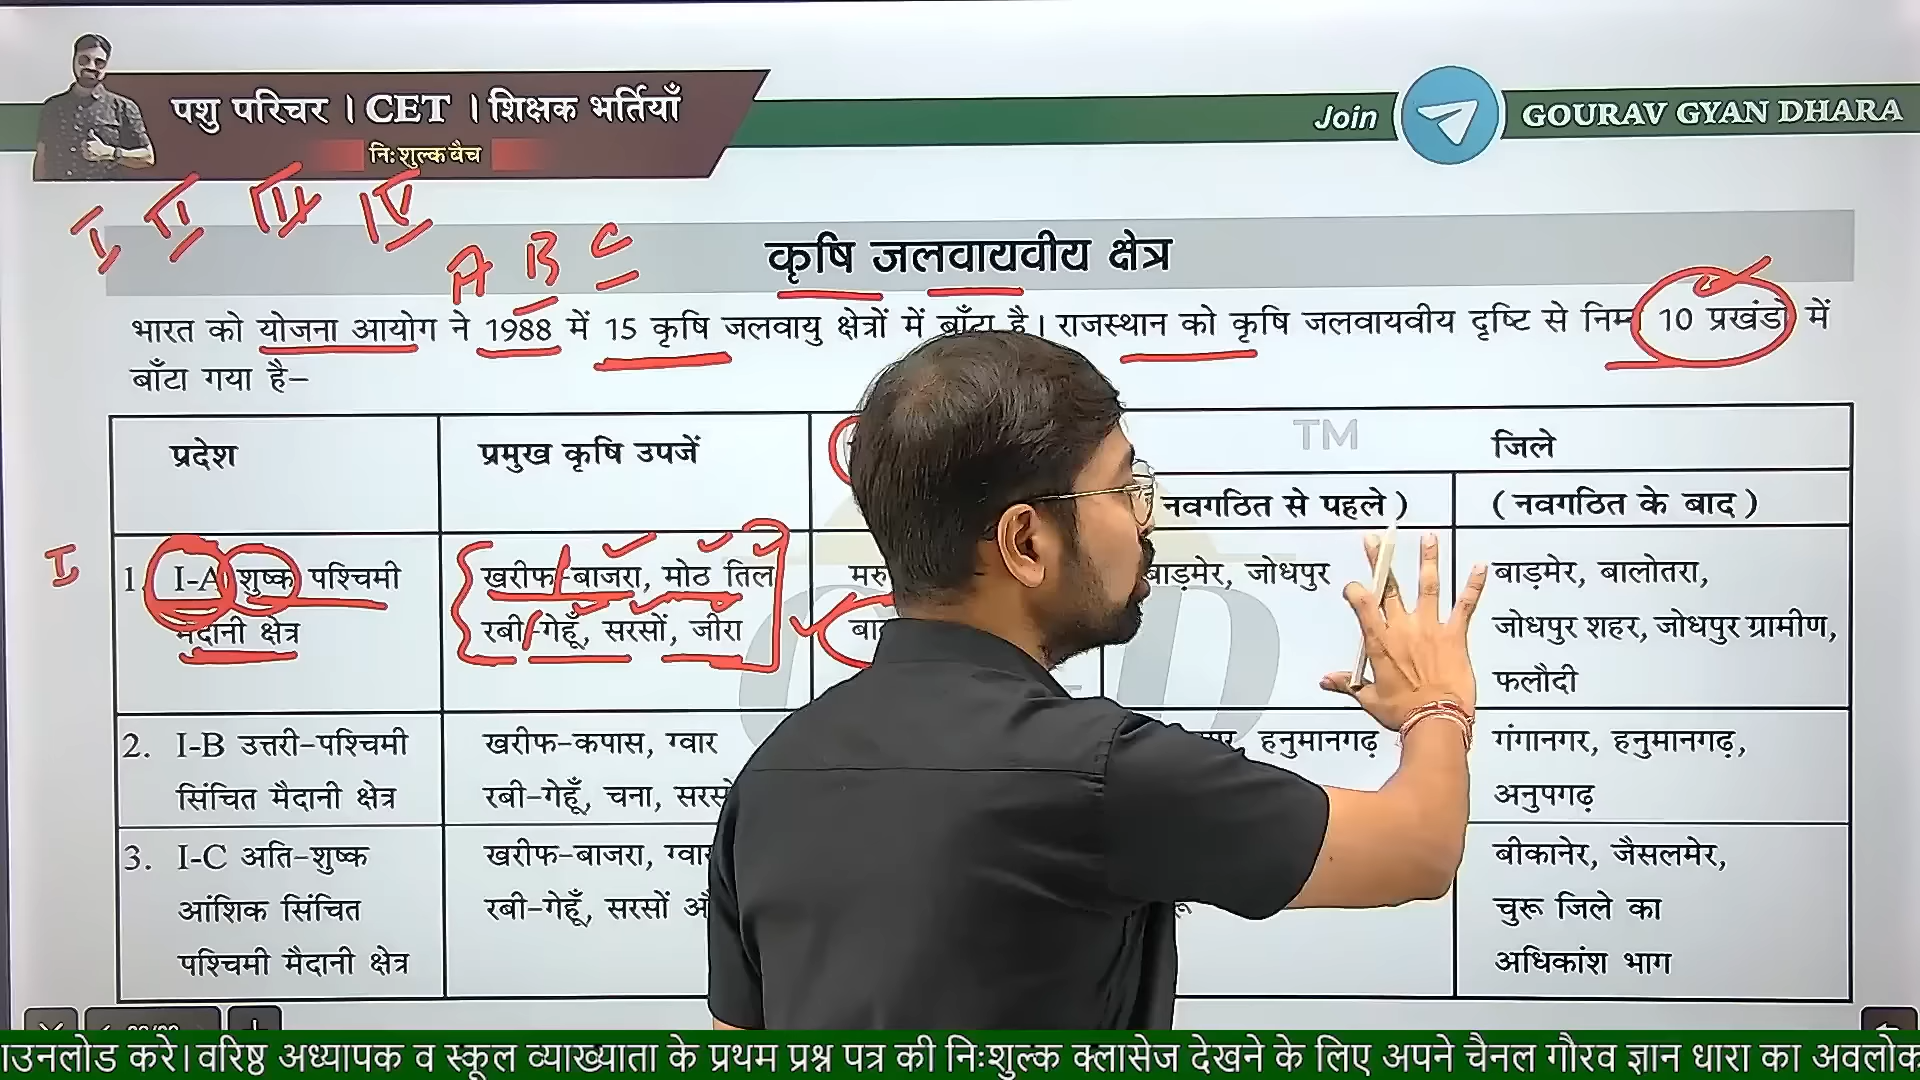 पशु परिचर । CET । शिक्षक भर्तियाँ
निःशुल्क बैच
Join GOURAV GYAN DHARA
I II III IV
A B C
कृषि जलवायवीय क्षेत्र
भारत को योजना आयोग ने 1988 में 15 कृषि जलवायु क्षेत्रों में बाँटा है। राजस्थान को कृषि जलवायवीय दृष्टि से निम्न 10 प्रखंडों में
बाँटा गया है–
TM
प्रदेश
प्रमुख कृषि उपजें
जिले
नवगठित से पहले )
( नवगठित के बाद )
I
1. I-A शुष्क पश्चिमी
मैदानी क्षेत्र
खरीफ-बाजरा, मोठ तिल
रबी-गेहूँ, सरसों, जीरा
बाड़मेर, जोधपुर
बाड़मेर, बालोतरा,
जोधपुर शहर, जोधपुर ग्रामीण,
फलौदी
2. I-B उत्तरी-पश्चिमी
सिंचित मैदानी क्षेत्र
खरीफ-कपास, ग्वार
रबी-गेहूँ, चना,
हनुमानगढ़
गंगानगर, हनुमानगढ़,
अनुपगढ़
3. I-C अति-शुष्क
आंशिक सिंचित
पश्चिमी मैदानी क्षेत्र
खरीफ-बाजरा, ग्वार
रबी-गेहूँ, सरसों
बीकानेर, जैसलमेर,
चुरू जिले का
अधिकांश भाग
करे। वरिष्ठ अध्यापक व स्कूल व्याख्याता के प्रथम प्रश्न पत्र की निःशुल्क क्लासेज देखने के लिए अपने चैनल गौरव ज्ञान धारा का